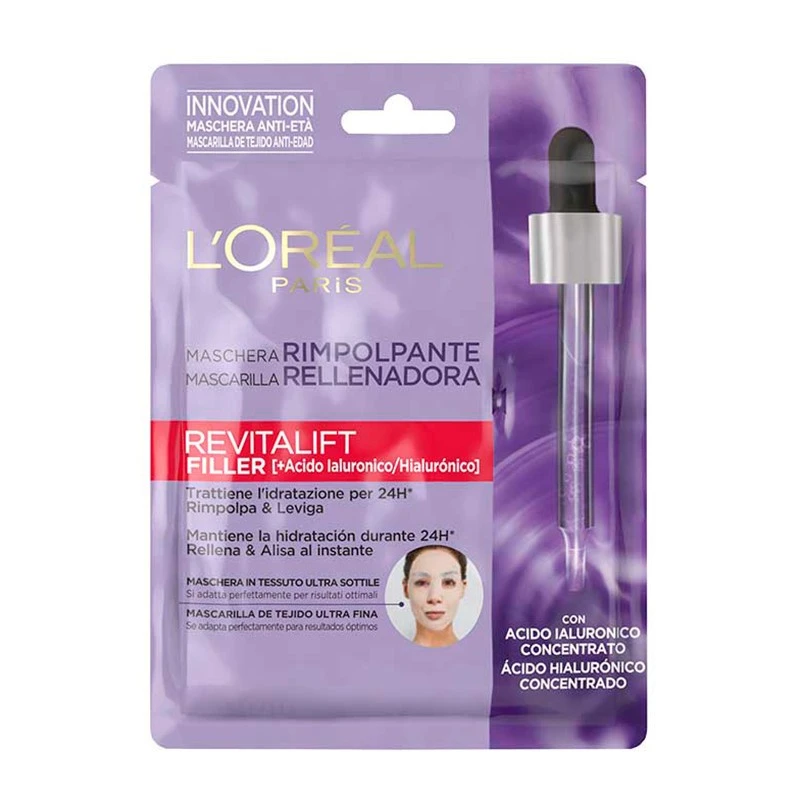 INNOVATION
MASCHERA ANTI-ETÀ
MASCARILLA DE TEJIDO ANTI-EDAD
L'ORÉAL
PARIS
MASCHERA RIMPOLPANTE
MASCARILLA RELLENADORA
REVITALIFT
FILLER [+Acido Ialuronico/Hialurónico]
Trattiene l'idratazione per 24H*
Rimpolpa & Leviga
Mantiene la hidratación durante 24H*
Rellena & Alisa al instante
MASCHERA IN TESSUTO ULTRA SOTTILE
Si adatta perfettamente per risultati ottimali
MASCARILLA DE TEJIDO ULTRA FINA
Se adapta perfectamente para resultados óptimos
CON
ACIDO IALURONICO
CONCENTRATO
ÁCIDO HIALURÓNICO
CONCENTRADO